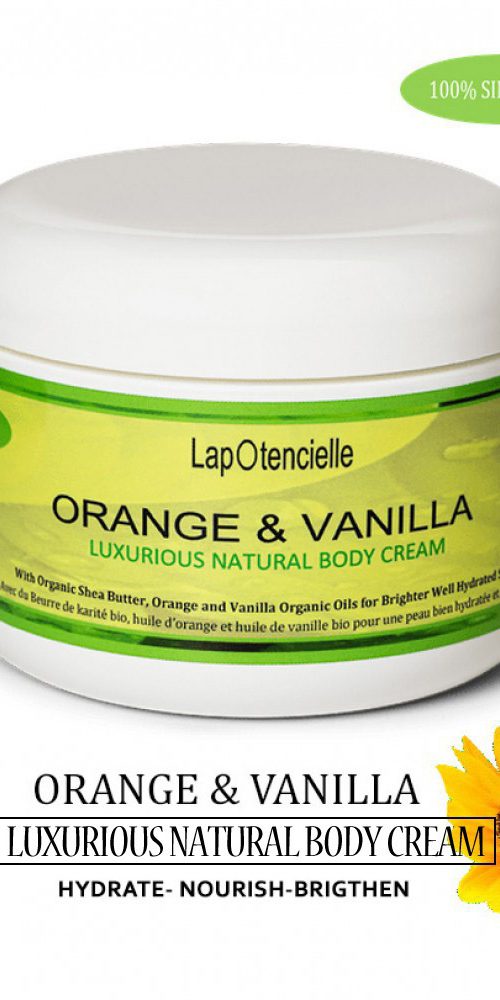 100%
LapOtencielle
ORANGE & VANILLA
LUXURIOUS NATURAL BODY CREAM
With Organic Shea Butter, Orange and Vanilla Organic Oils for Brighter Well Hydrated
Avec du Beurre de karité bio, huile d'orange et huile de vanille bio pour une peau bien hydratée et
ORANGE & VANILLA
LUXURIOUS NATURAL BODY CREAM
HYDRATE- NOURISH-BRIGTHEN